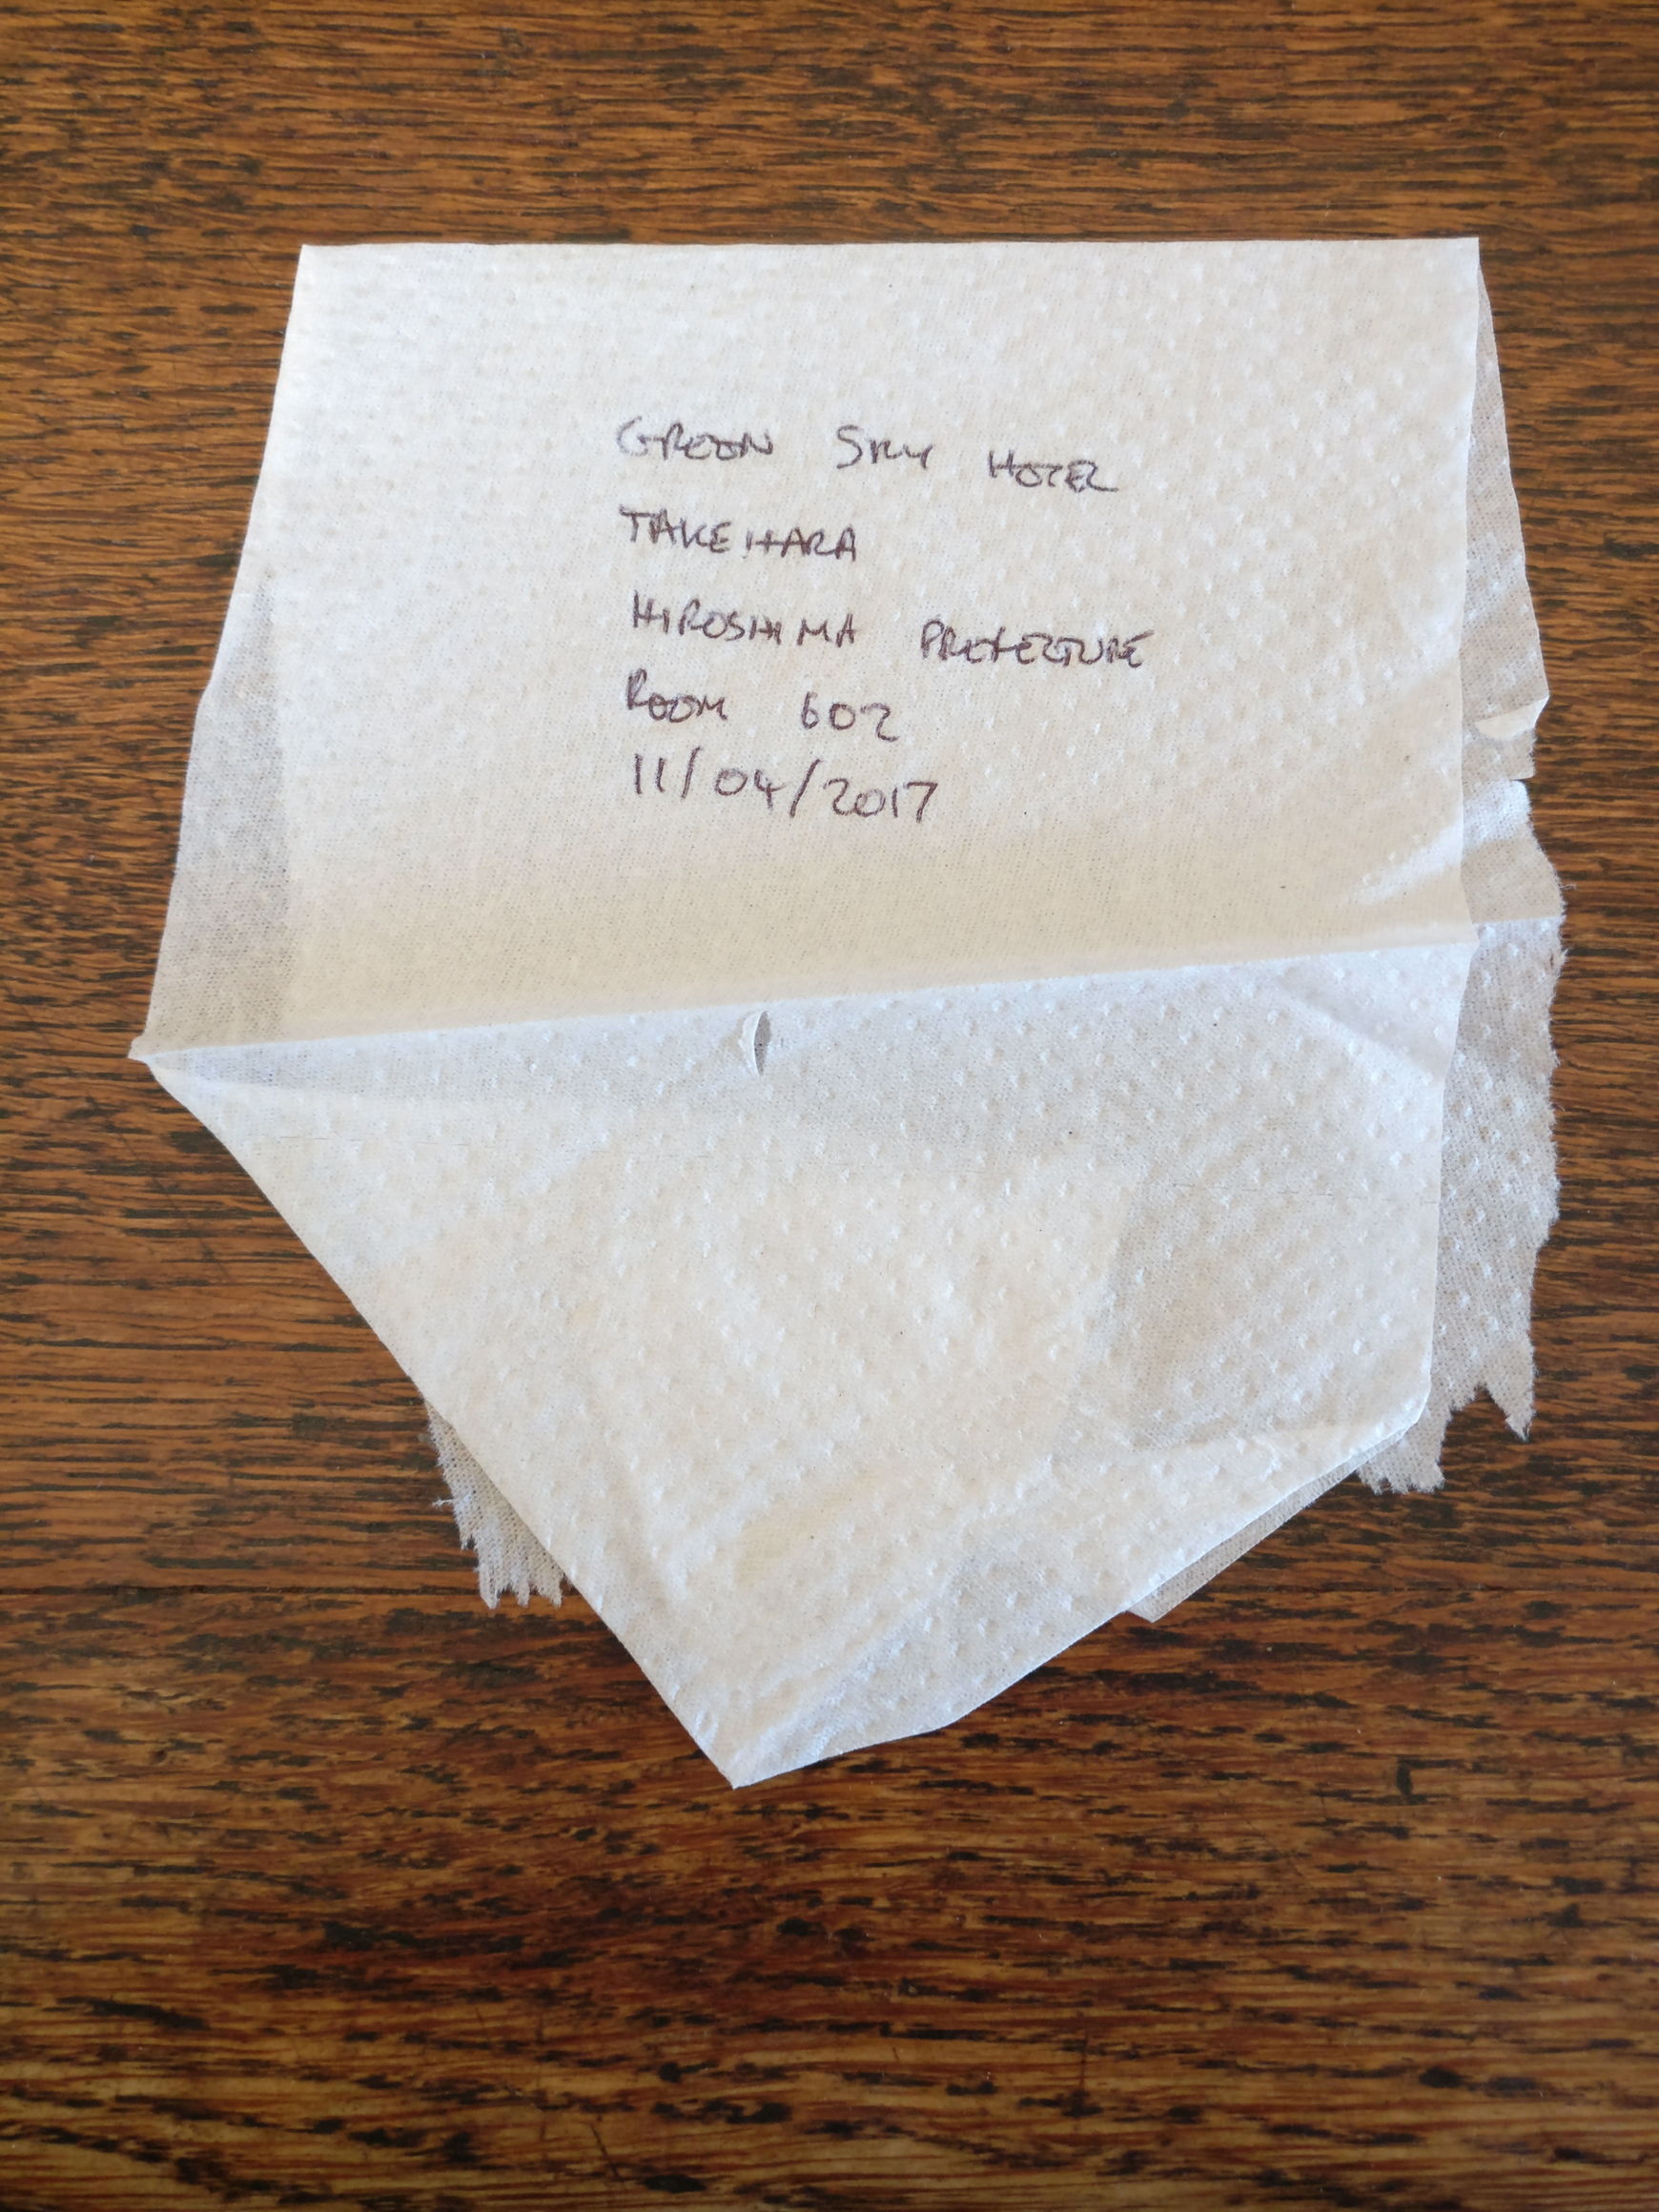 GREEN SKY HOTEL
TAKEHARA
HIROSHIMA PREFECTURE
ROOM 602
11/04/2017